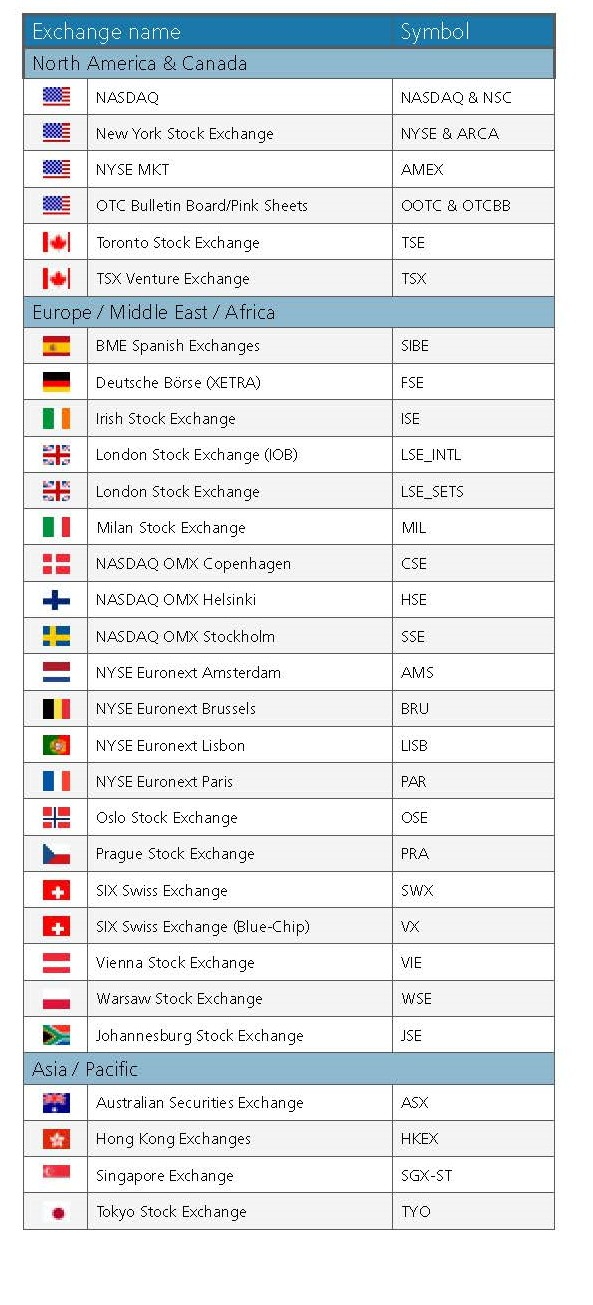 Exchange name Symbol
North America & Canada
NASDAQ NASDAQ & NSC
New York Stock Exchange NYSE & ARCA
NYSE MKT AMEX
OTC Bulletin Board/Pink Sheets OOTC & OTCBB
Toronto Stock Exchange TSE
TSX Venture Exchange TSX
Europe / Middle East / Africa
BME Spanish Exchanges SIBE
Deutsche Börse (XETRA) FSE
Irish Stock Exchange ISE
London Stock Exchange (IOB) LSE_INTL
London Stock Exchange LSE_SETS
Milan Stock Exchange MIL
NASDAQ OMX Copenhagen CSE
NASDAQ OMX Helsinki HSE
NASDAQ OMX Stockholm SSE
NYSE Euronext Amsterdam AMS
NYSE Euronext Brussels BRU
NYSE Euronext Lisbon LISB
NYSE Euronext Paris PAR
Oslo Stock Exchange OSE
Prague Stock Exchange PRA
SIX Swiss Exchange SWX
SIX Swiss Exchange (Blue-Chip) VX
Vienna Stock Exchange VIE
Warsaw Stock Exchange WSE
Johannesburg Stock Exchange JSE
Asia / Pacific
Australian Securities Exchange ASX
Hong Kong Exchanges HKEX
Singapore Exchange SGX-ST
Tokyo Stock Exchange TYO